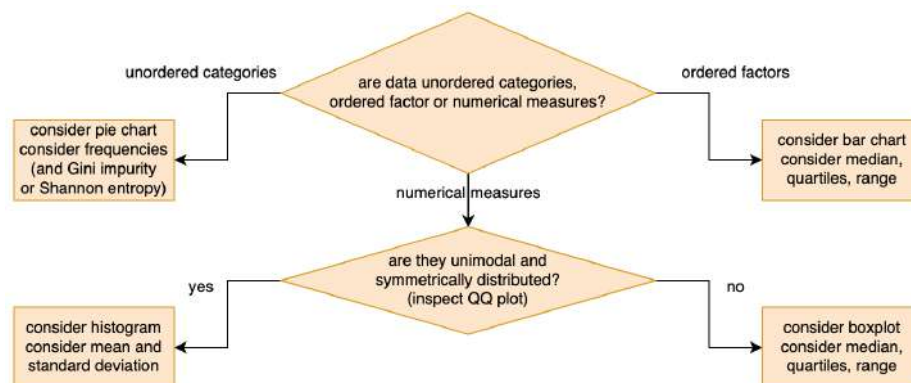 unordered categories
are data unordered categories,
ordered factor or numerical measures?
ordered factors
consider pie chart
consider frequencies
(and Gini impurity
or Shannon entropy)
consider bar chart
consider median,
quartiles, range
numerical measures
are they unimodal and
symmetrically distributed?
(inspect QQ plot)
yes
no
consider histogram
consider mean and
standard deviation
consider boxplot
consider median,
quartiles, range